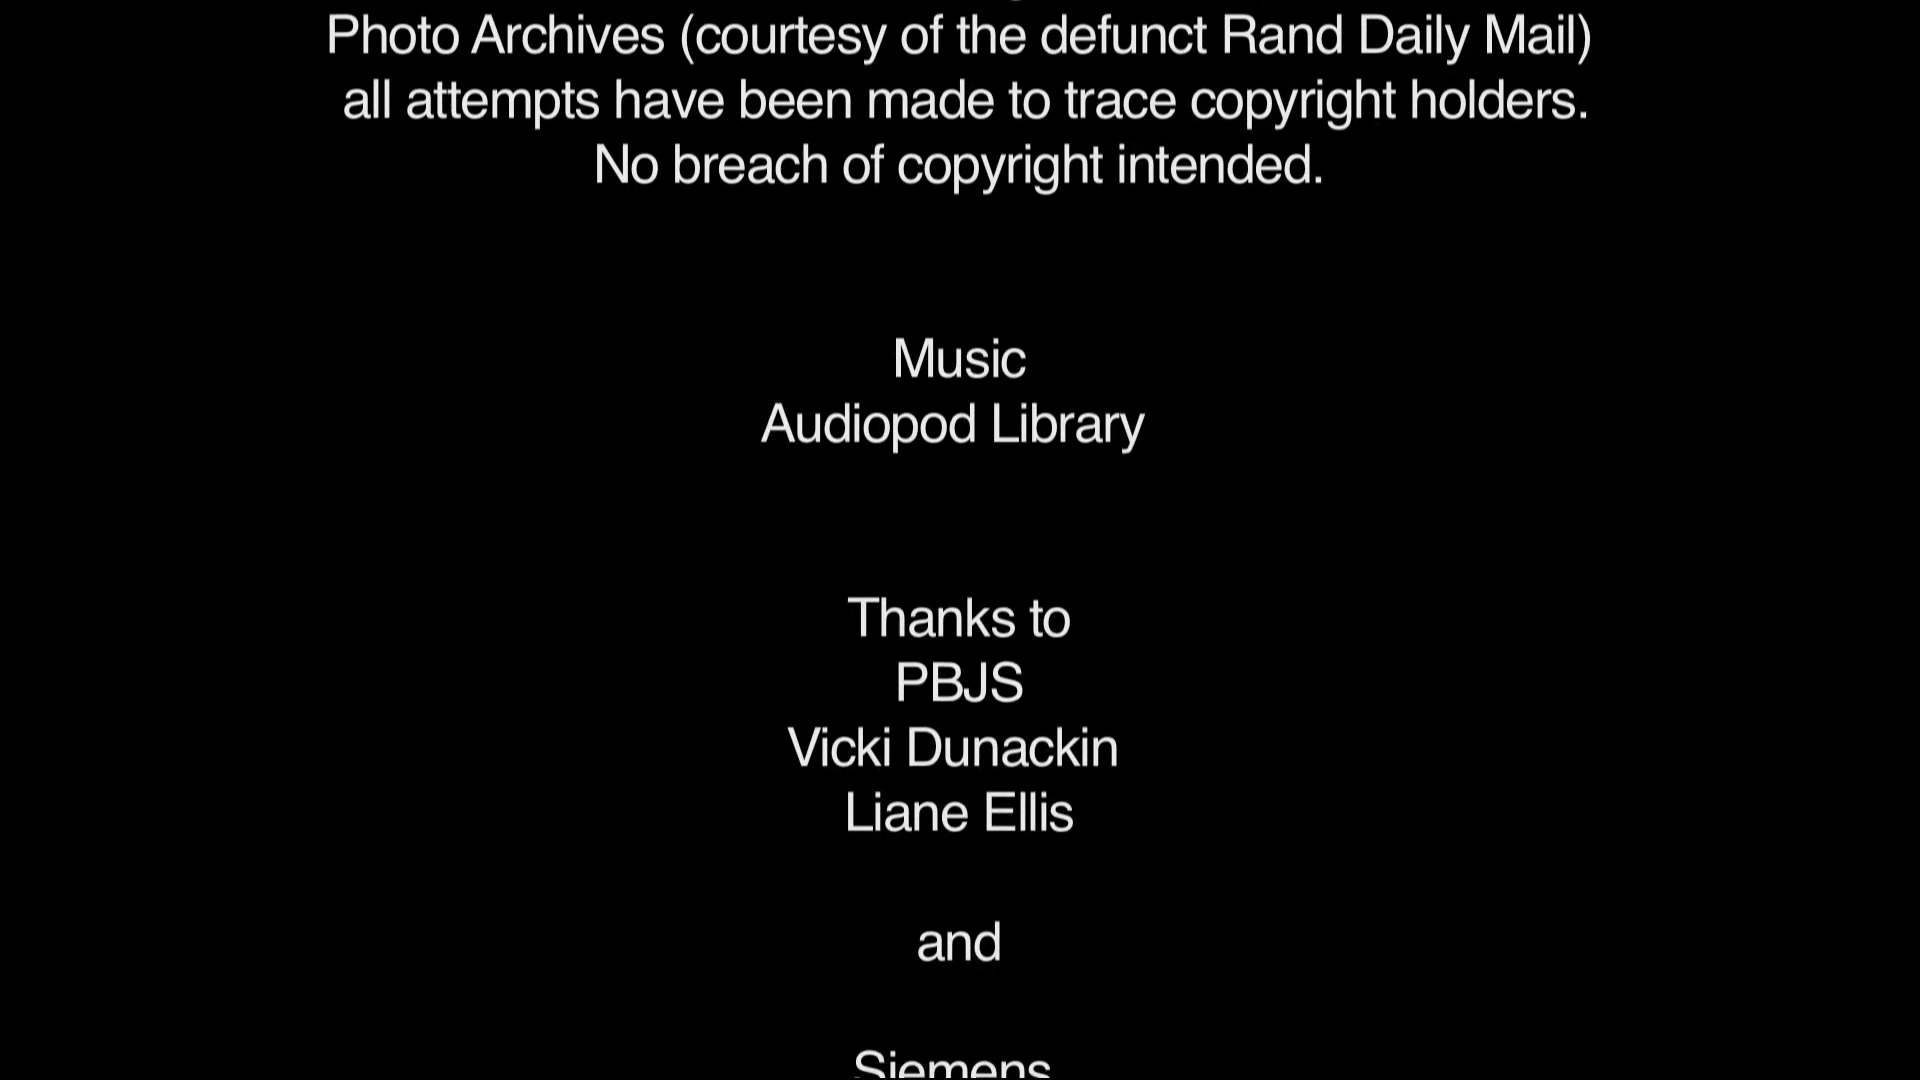 Photo Archives (courtesy of the defunct Rand Daily Mail)
all attempts have been made to trace copyright holders.
No breach of copyright intended.
Music
Audiopod Library
Thanks to
PBJS
Vicki Dunackin
Liane Ellis
and
Siemens